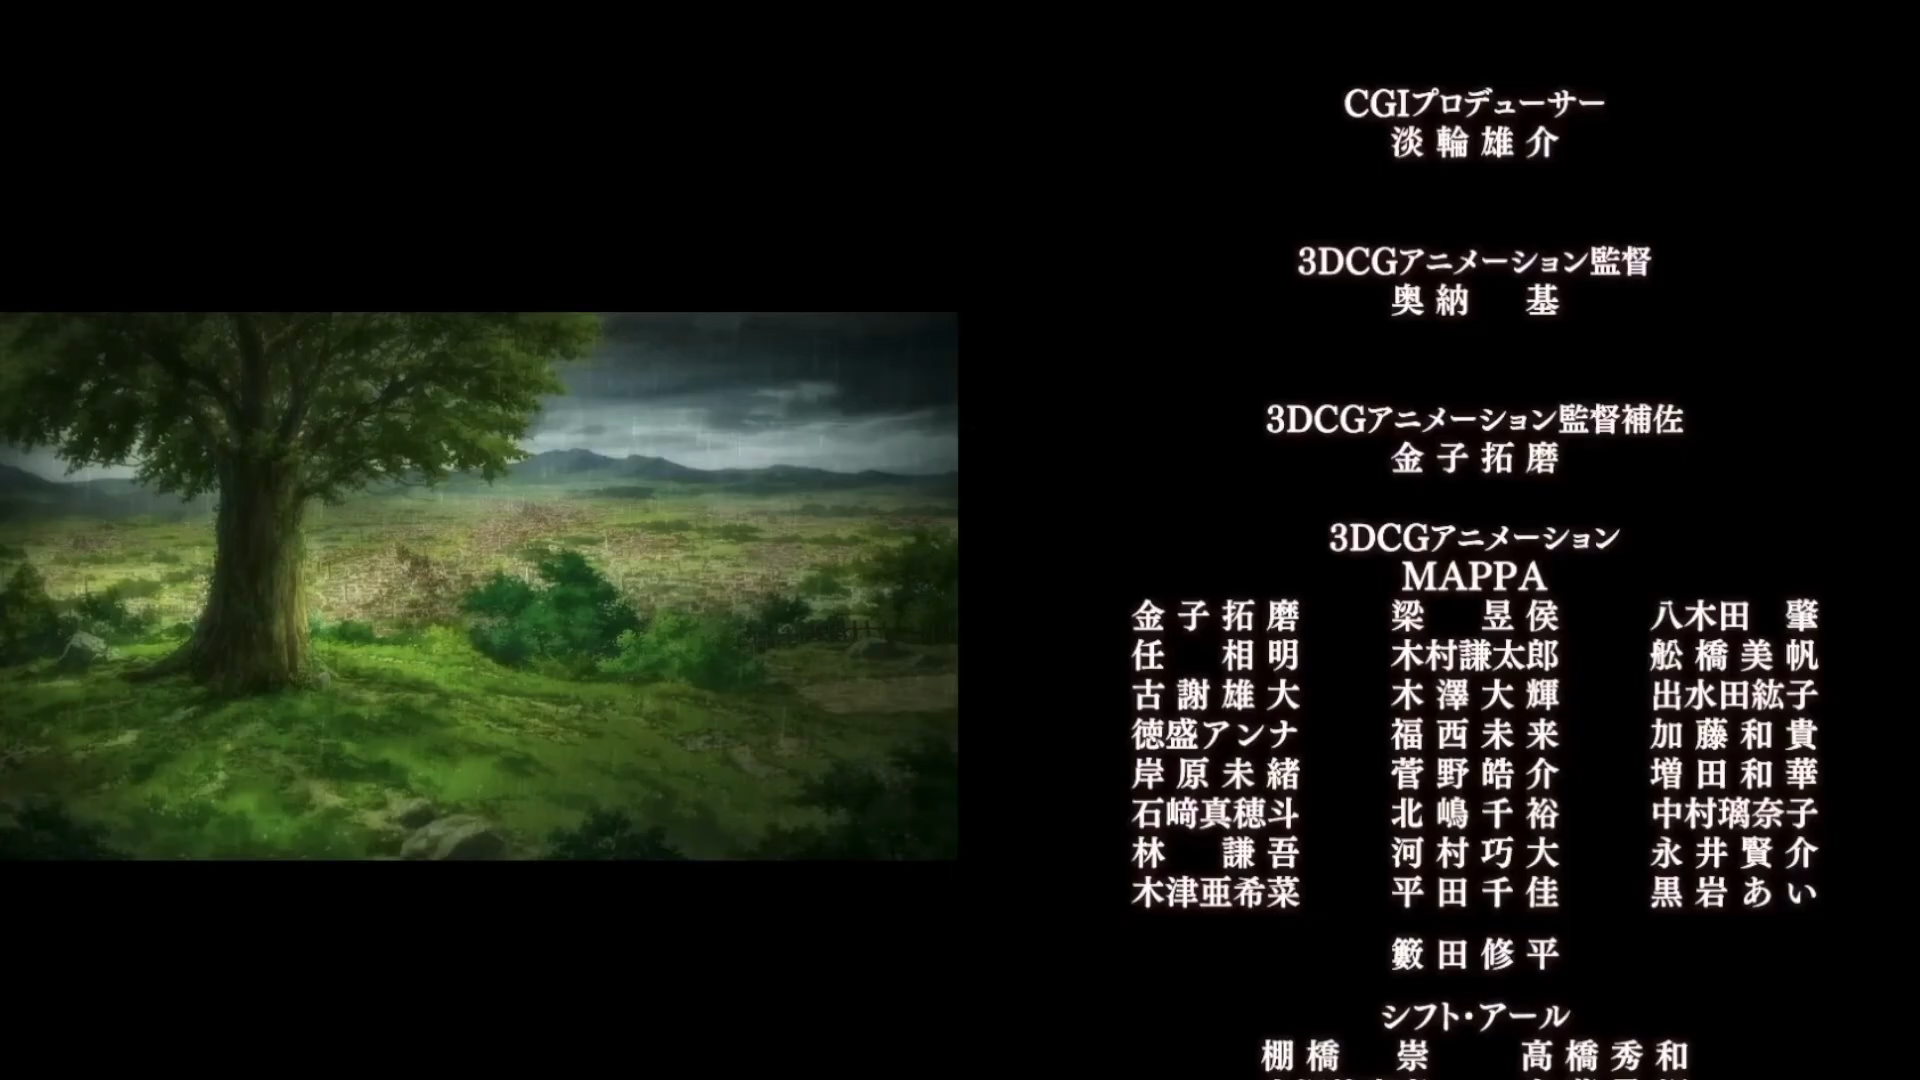 CGIプロデューサー
淡輪雄介
3DCGアニメーション監督
奥納 基
3DCGアニメーション監督補佐
金子拓磨
3DCGアニメーション
MAPPA
金子拓磨 梁 昱侯 八木田 肇
任 相明 木村謙太郎 舩橋美帆
古謝雄大 木澤大輝 出水田紘子
徳盛アンナ 福西未来 加藤和貴
岸原未緒 菅野皓介 増田和華
石﨑真穂斗 北嶋千裕 中村璃奈子
林 謙吾 河村巧大 永井賢介
木津亜希菜 平田千佳 黒岩あい
籔田修平
シフト・アール
棚橋 崇 髙橋秀和